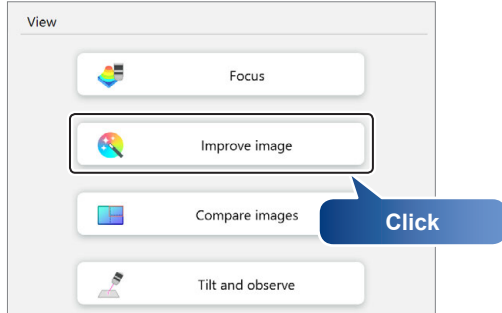 View
Focus
Improve image
Compare images
Click
Tilt and observe